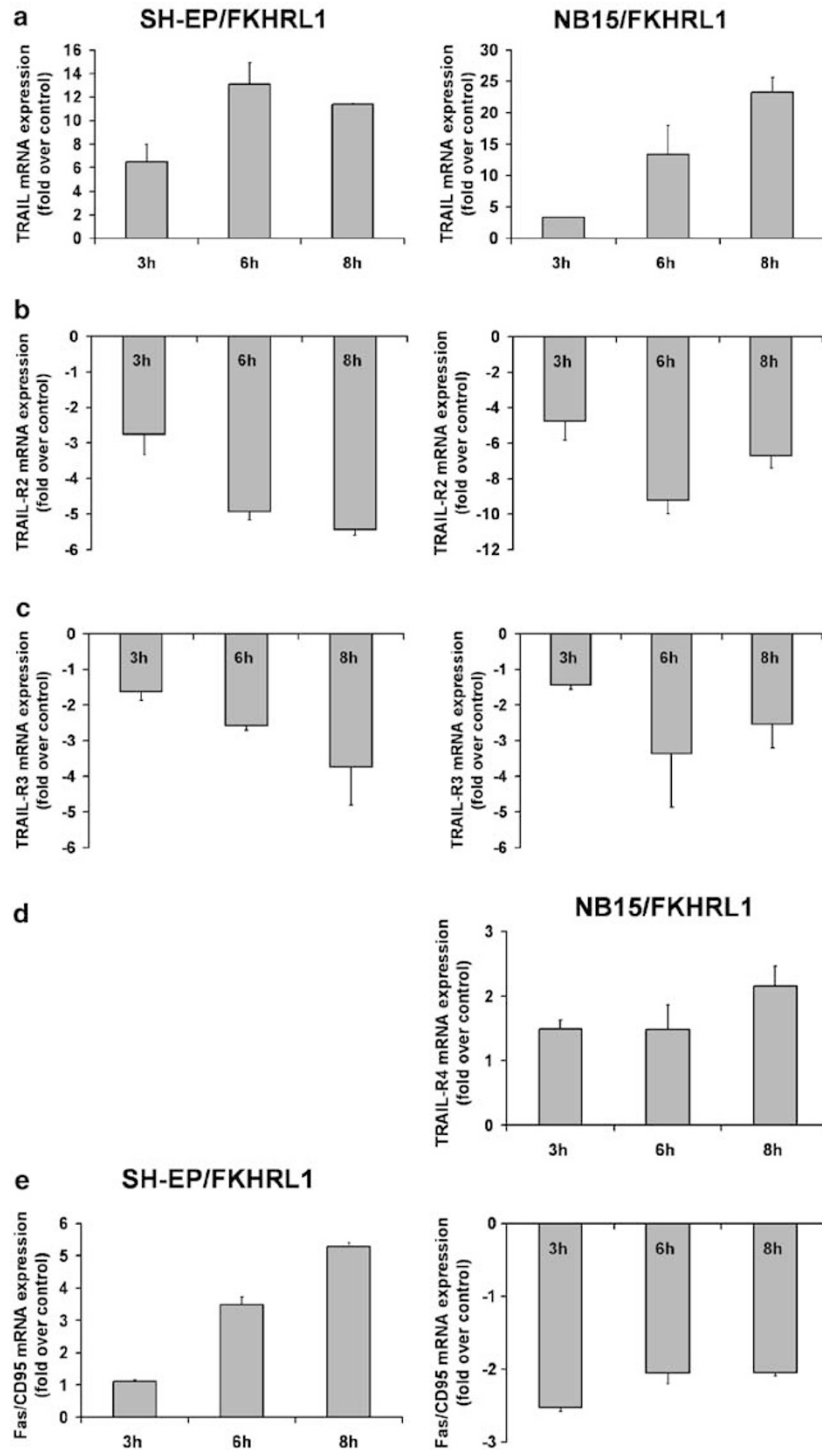 a
SH-EP/FKHRL1
NB15/FKHRL1
TRAIL mRNA expression
(fold over control)
16
14
12
10
8
6
4
2
0
3h 6h 8h
TRAIL mRNA expression
(fold over control)
30
25
20
15
10
5
0
3h 6h 8h
b
TRAIL-R2 mRNA expression
(fold over control)
0
-1
-2
-3
-4
-5
-6
3h 6h 8h
TRAIL-R2 mRNA expression
(fold over control)
0
-2
-4
-6
-8
-10
-12
3h 6h 8h
c
TRAIL-R3 mRNA expression
(fold over control)
0
-1
-2
-3
-4
-5
-6
3h 6h 8h
TRAIL-R3 mRNA expression
(fold over control)
0
-1
-2
-3
-4
-5
-6
3h 6h 8h
d
NB15/FKHRL1
TRAIL-R4 mRNA expression
(fold over control)
3
2
1
0
3h 6h 8h
e
SH-EP/FKHRL1
Fas/CD95 mRNA expression
(fold over control)
6
5
4
3
2
1
0
3h 6h 8h
Fas/CD95 mRNA expression
(fold over control)
0
-1
-2
-3
3h 6h 8h